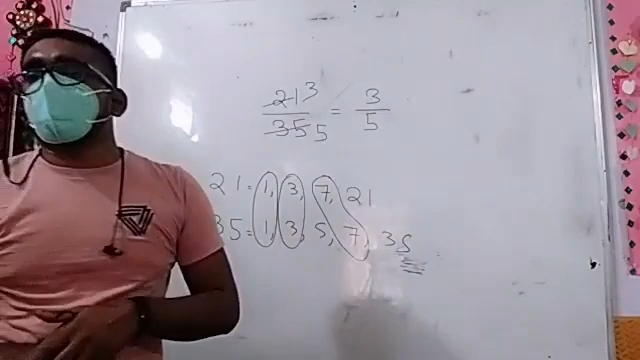 21 3 / 35 5 = 3 / 5
21 = 1, 3, 7, 21
35 = 1, 3, 5, 7, 35